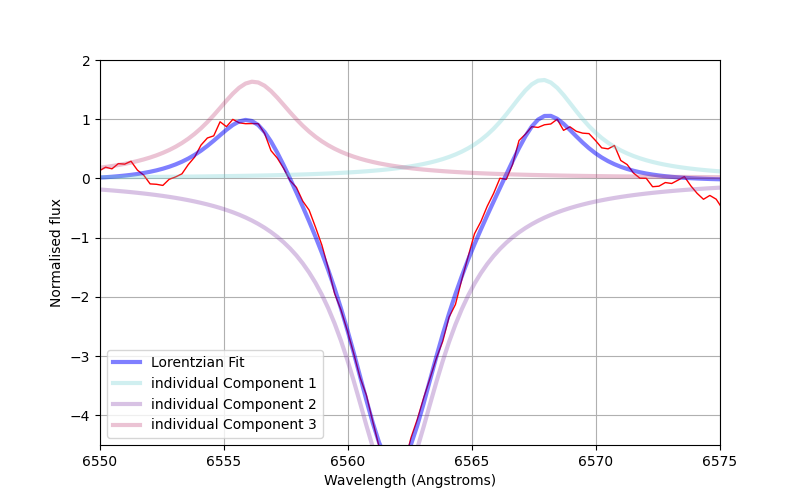 2
1
0
−1
−2
−3
−4
Normalised flux
Lorentzian Fit
individual Component 1
individual Component 2
individual Component 3
6550 6555 6560 6565 6570 6575
Wavelength (Angstroms)